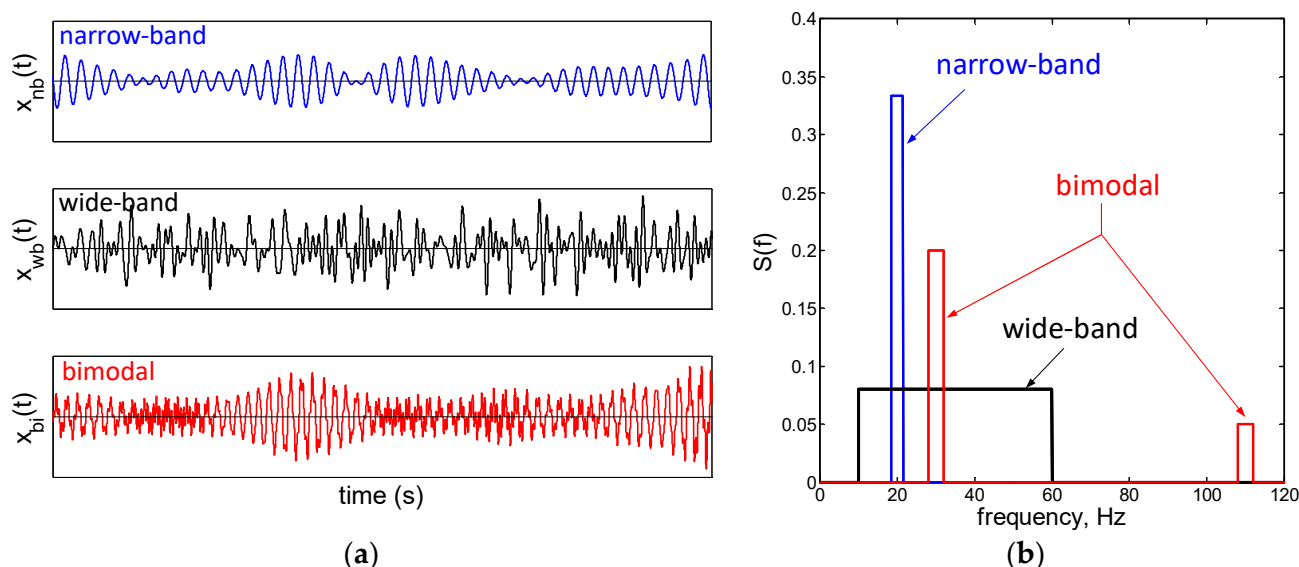 narrow-band
x_nb(t)
wide-band
x_wb(t)
bimodal
x_bi(t)
time (s)
(a)
0.4
0.35
0.3
0.25
0.2
0.15
0.1
0.05
0
S(f)
narrow-band
bimodal
wide-band
0 20 40 60 80 100 120
frequency, Hz
(b)